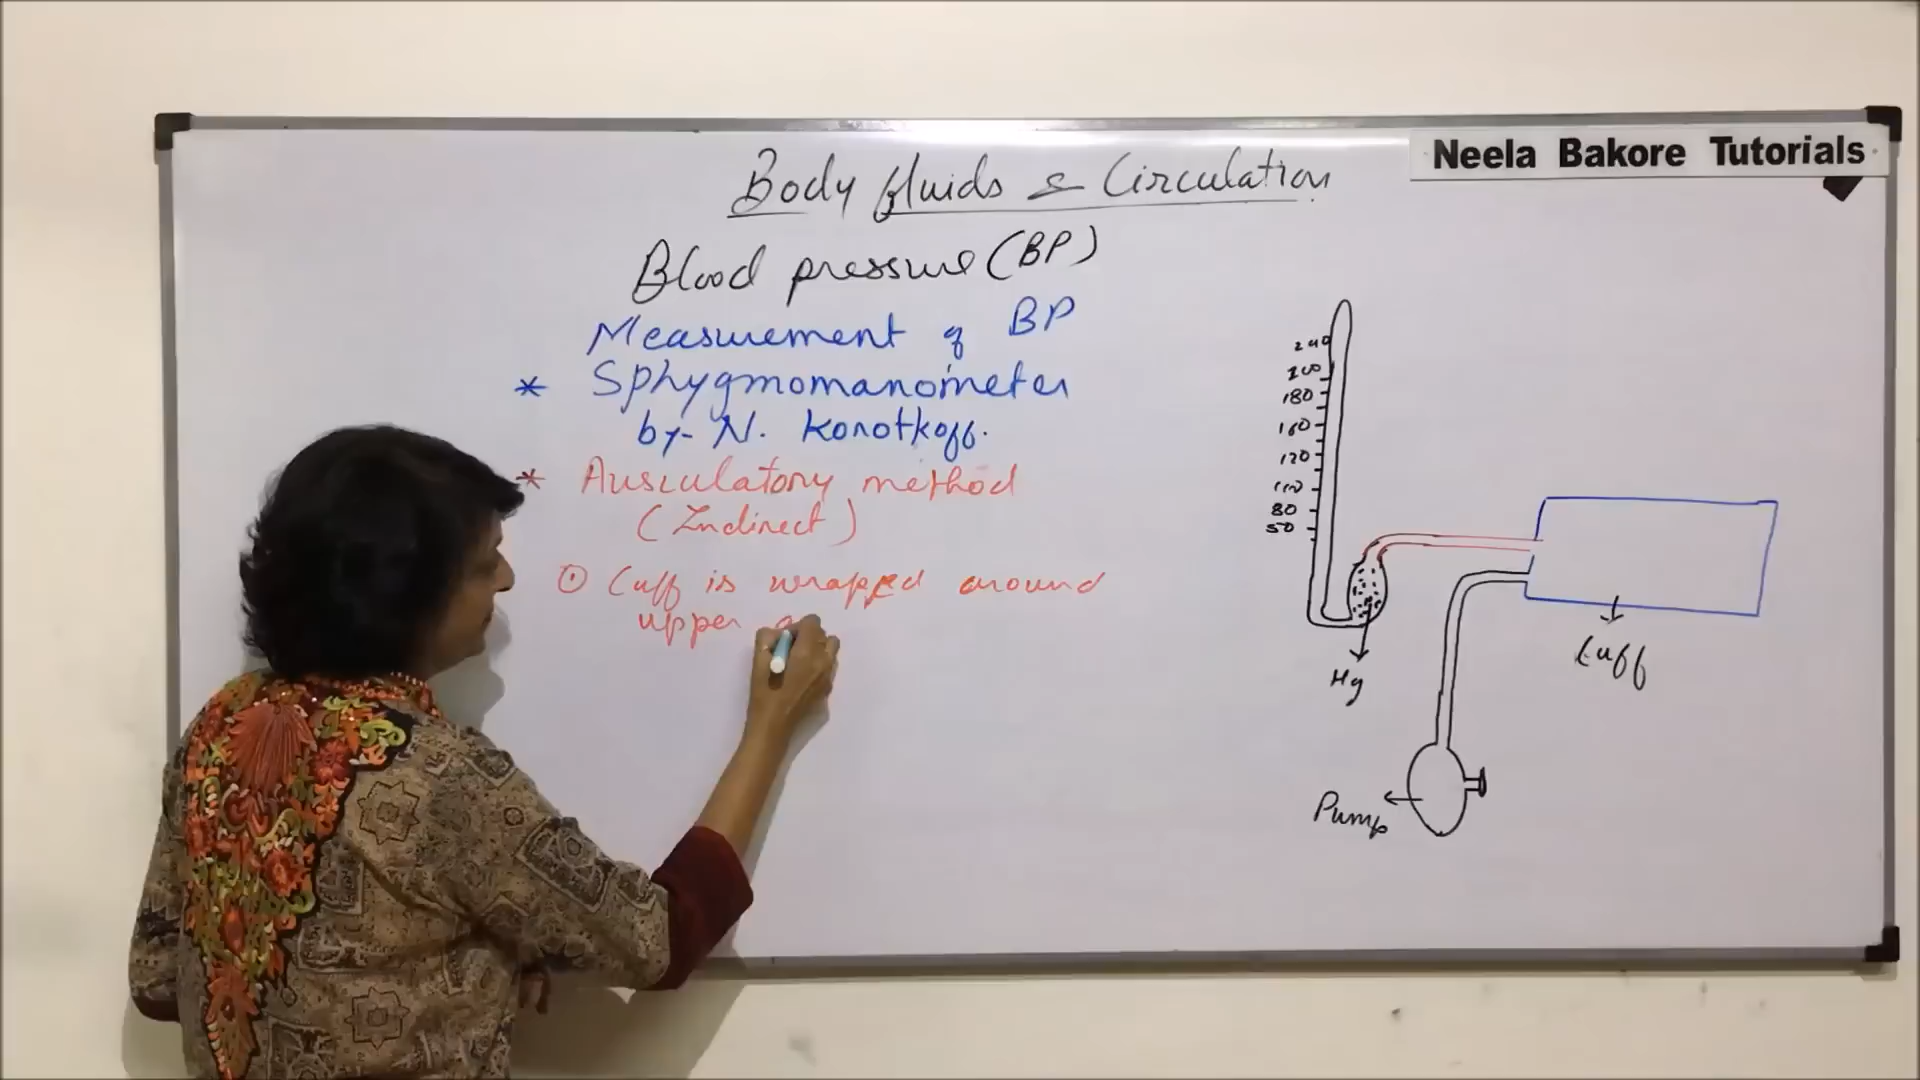 Neela Bakore Tutorials
Body fluids & Circulation
Blood pressure (BP)
Measurement of BP
* Sphygmomanometer
by- N. Korotkoff.
* Ausculatory method
(Indirect)
① Cuff is wrapped around
upper a
240
200
180
160
120
100
80
50
Hg
Cuff
Pump